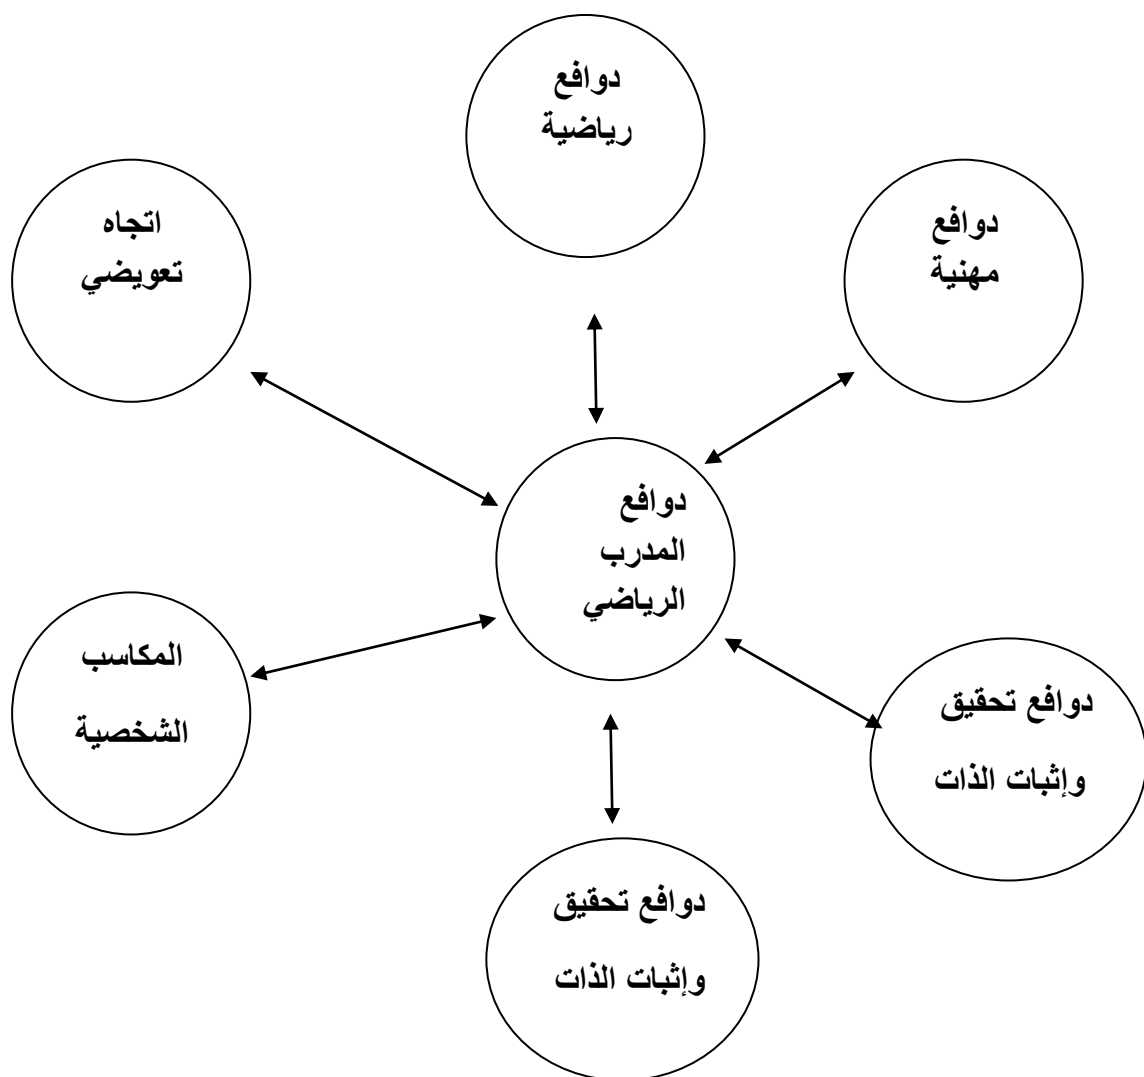 دوافع
رياضية
دوافع
مهنية
اتجاه
تعويضي
دوافع
المدرب
الرياضي
المكاسب
الشخصية
دوافع تحقيق
وإثبات الذات
دوافع تحقيق
وإثبات الذات